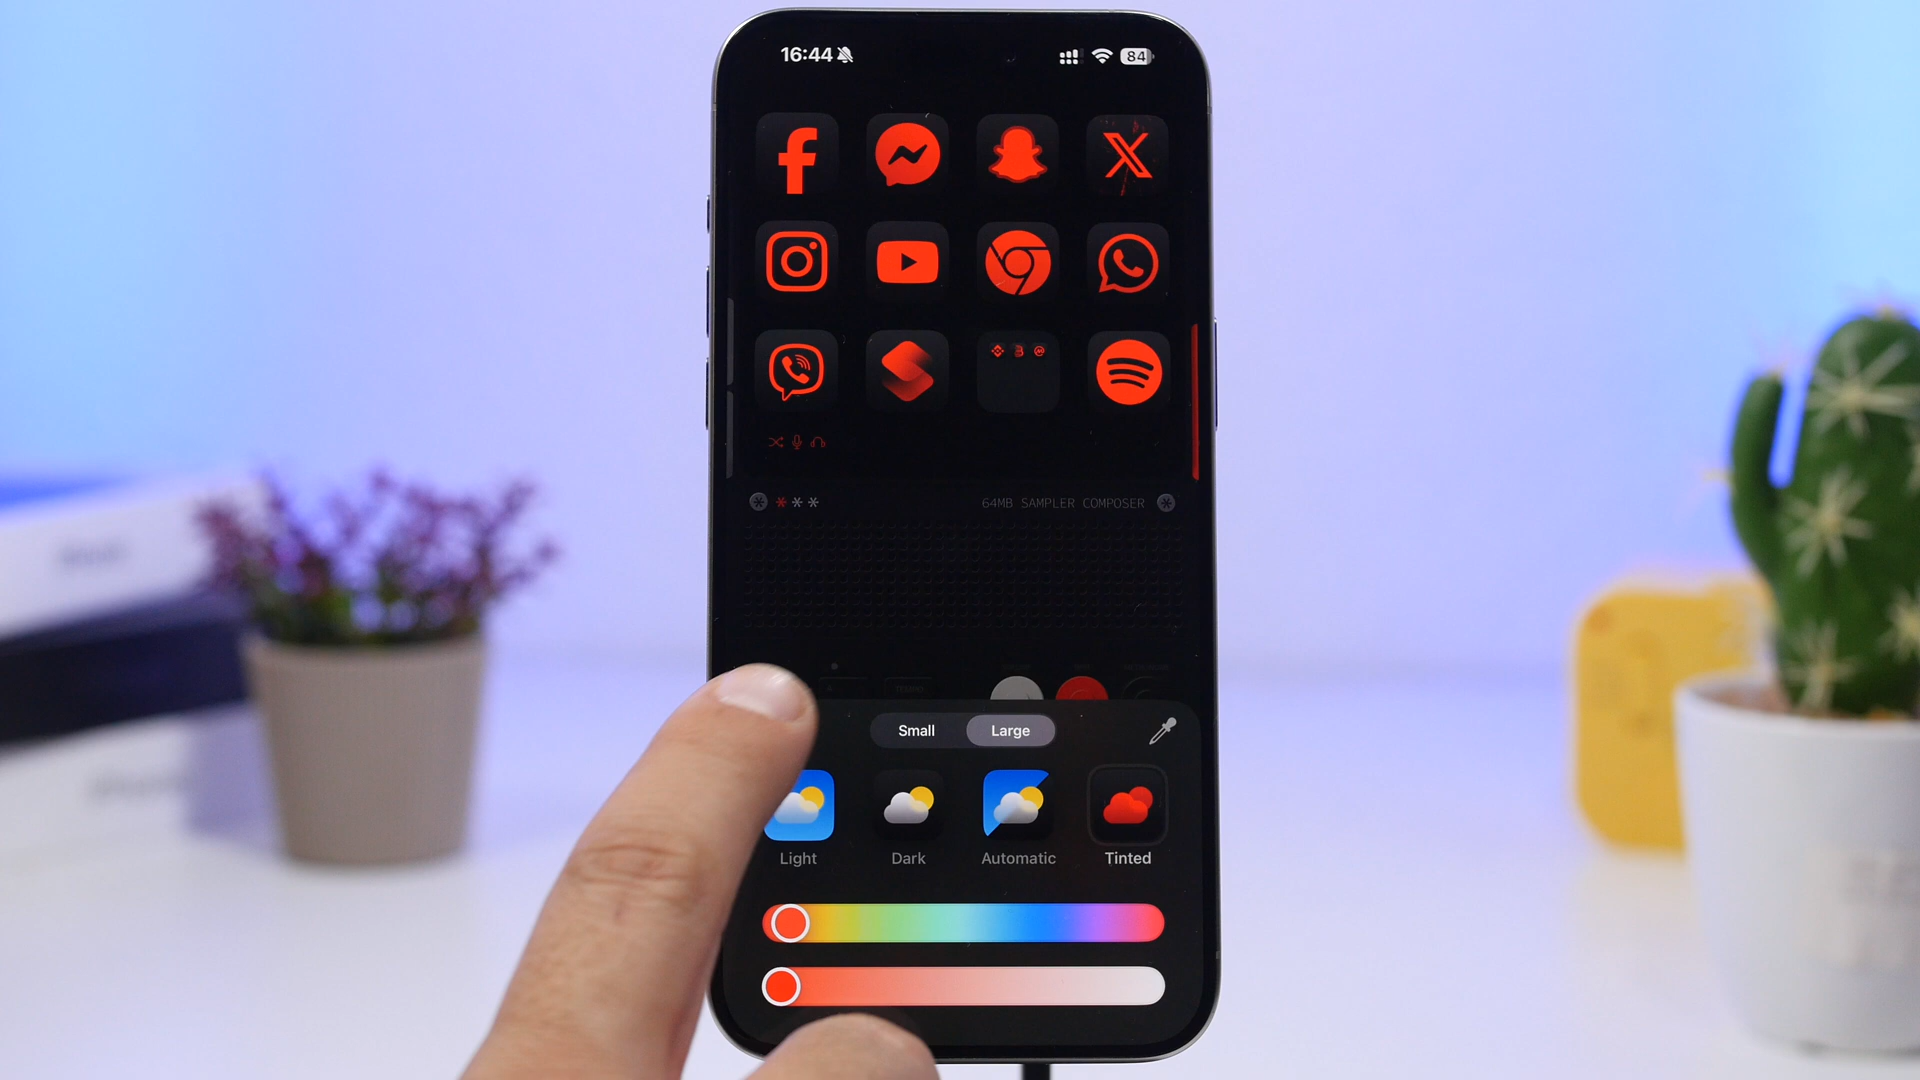 16:44
84
64MB SAMPLER COMPOSER
Small
Large
Light
Dark
Automatic
Tinted